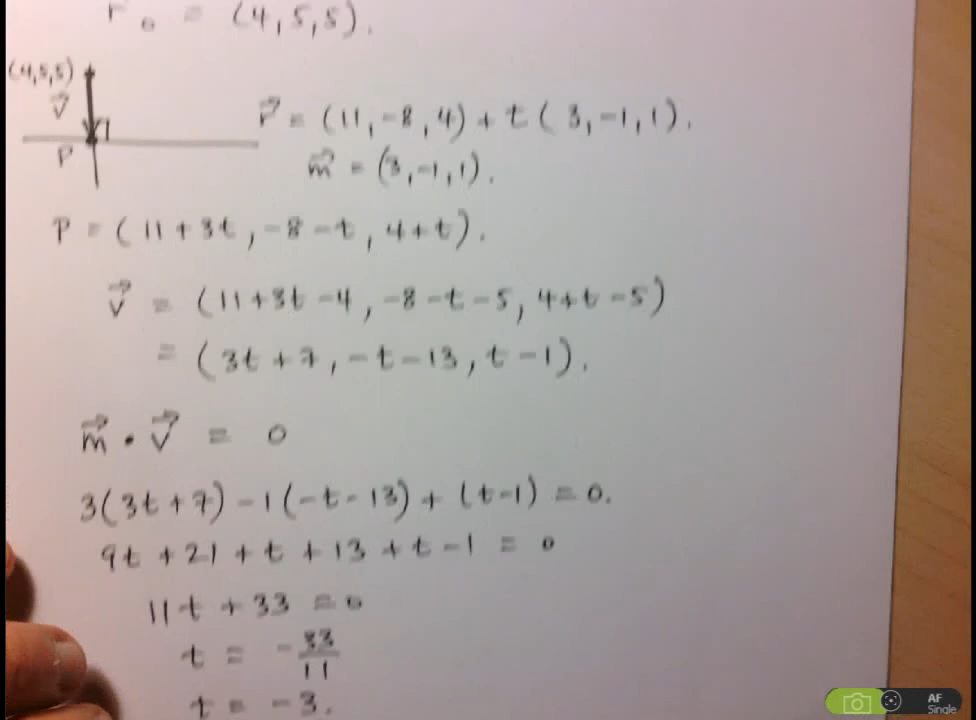 r₀ = (4,5,5).
(4,5,5)
v⃗
P
r⃗ = (11,-8,4) + t(3,-1,1).
m⃗ = (3,-1,1).
P = (11+3t, -8-t, 4+t).
v⃗ = (11+3t-4, -8-t-5, 4+t-5)
= (3t+7, -t-13, t-1).
m⃗ • v⃗ = 0
3(3t+7) -1(-t-13) + (t-1) = 0.
9t +21 + t + 13 + t -1 = 0
11t + 33 = 0
t = -33/11
t = -3.
AF
Single